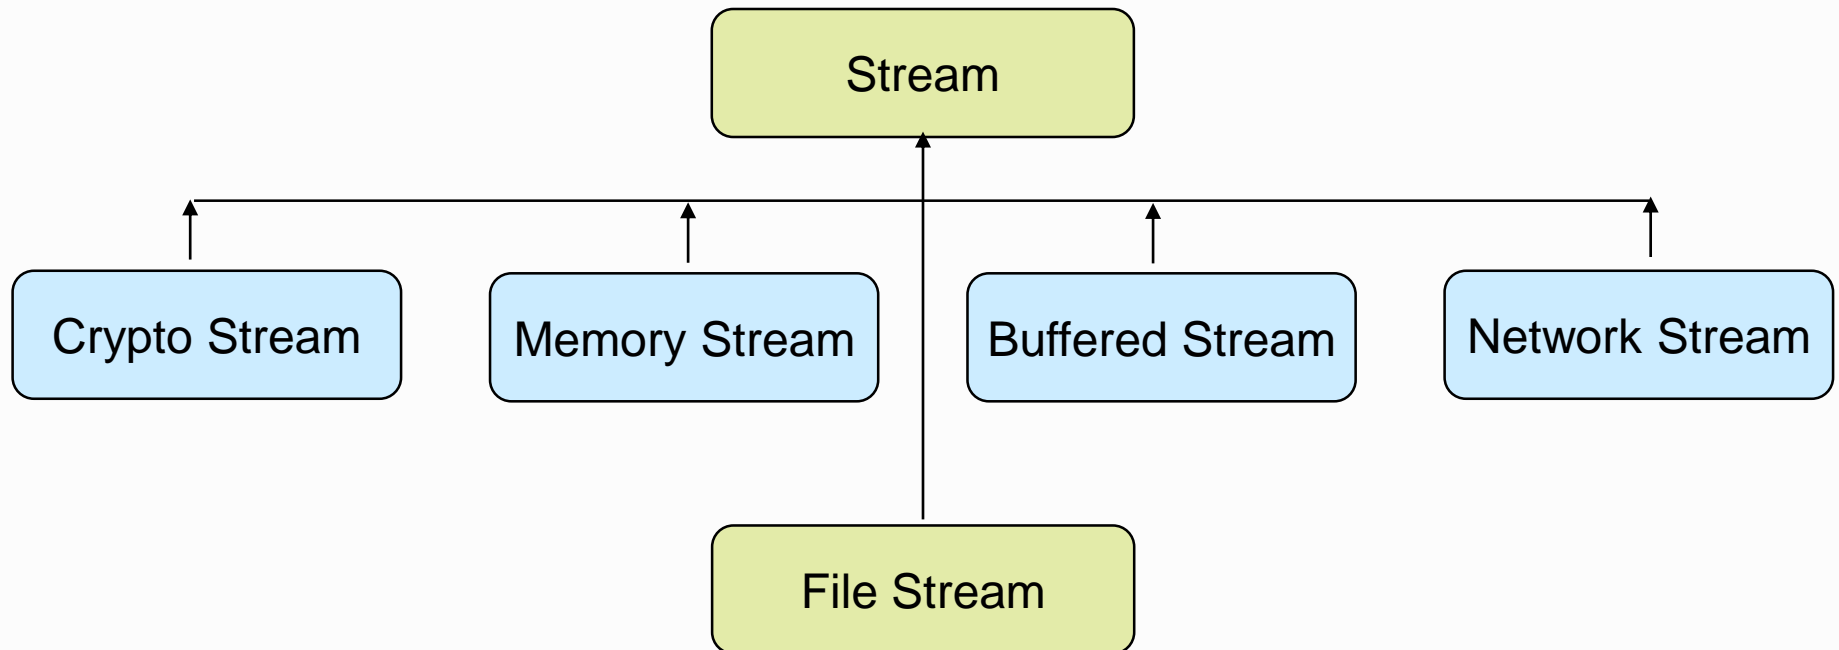 Stream
Crypto Stream
Memory Stream
Buffered Stream
Network Stream
File Stream